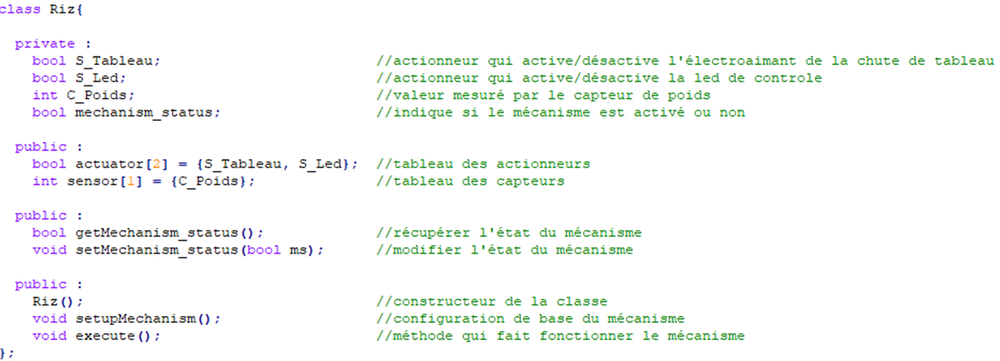 class Riz{
private :
bool S_Tableau; //actionneur qui active/désactive l'électroaimant de la chute de tableau
bool S_Led; //actionneur qui active/désactive la led de controle
int C_Poids; //valeur mesuré par le capteur de poids
bool mechanism_status; //indique si le mécanisme est activé ou non
public :
bool actuator[2] = {S_Tableau, S_Led}; //tableau des actionneurs
int sensor[1] = {C_Poids}; //tableau des capteurs
public :
bool getMechanism_status(); //récupérer l'état du mécanisme
void setMechanism_status(bool ms); //modifier l'état du mécanisme
public :
Riz(); //constructeur de la classe
void setupMechanism(); //configuration de base du mécanisme
void execute(); //méthode qui fait fonctionner le mécanisme
};